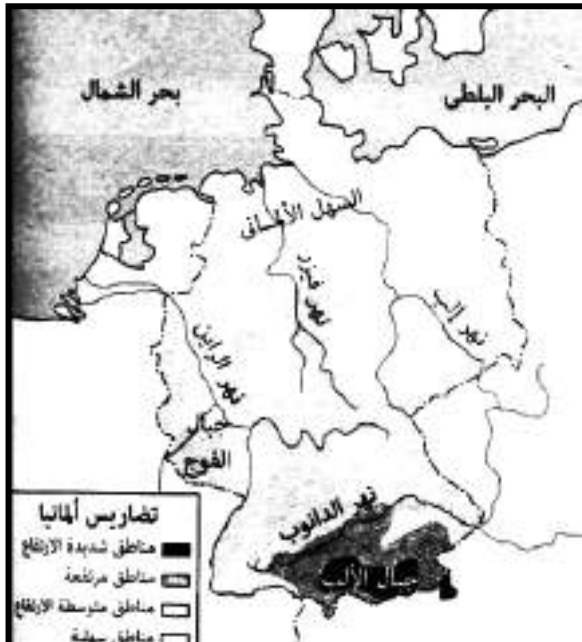 بحر الشمال
البحر البلطى
السهل الألمانى
نهر فيزر
نهر إلب
نهر الراين
جبال
الفوج
نهر الدانوب
جبال الألب
تضاريس ألمانيا
مناطق شديدة الارتفاع
مناطق مرتفعة
مناطق متوسطة الارتفاع
مناطق سهلية